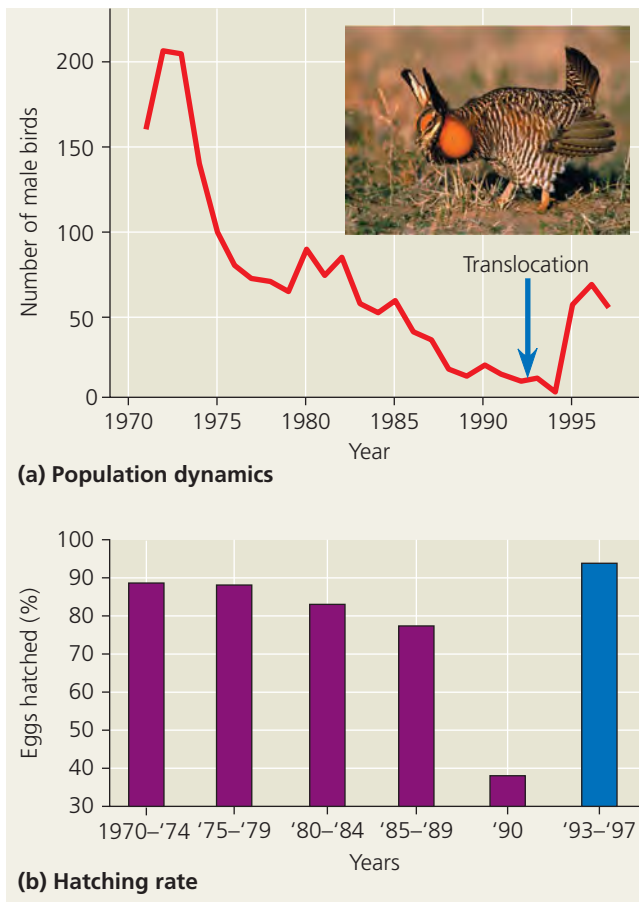 200
150
100
50
0
Number of male birds
Translocation
1970 1975 1980 1985 1990 1995
Year
(a) Population dynamics
100
90
80
70
60
50
40
30
Eggs hatched (%)
1970–‘74 ‘75–‘79 ‘80–‘84 ‘85–‘89 ‘90 ‘93–‘97
Years
(b) Hatching rate